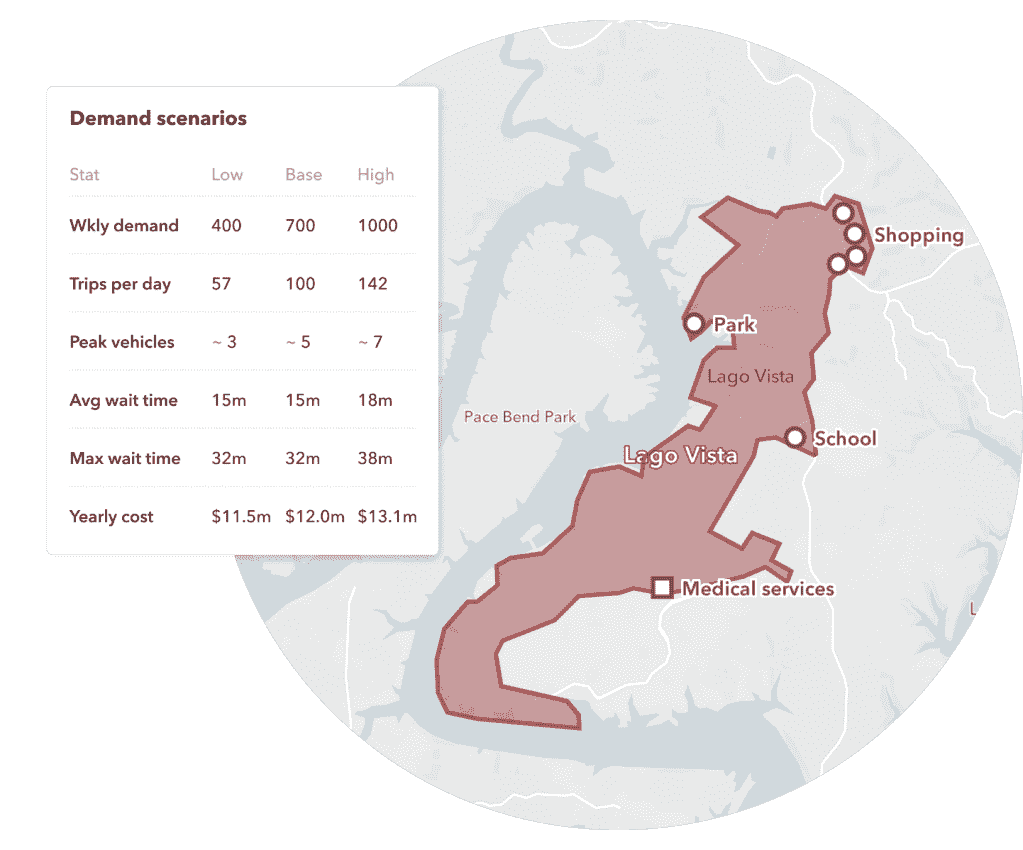 Demand scenarios
Stat Low Base High
Wkly demand 400 700 1000
Trips per day 57 100 142
Peak vehicles ~ 3 ~ 5 ~ 7
Avg wait time 15m 15m 18m
Max wait time 32m 32m 38m
Yearly cost $11.5m $12.0m $13.1m
Shopping
Park
Lago Vista
Pace Bend Park
School
Lago Vista
Medical services
L